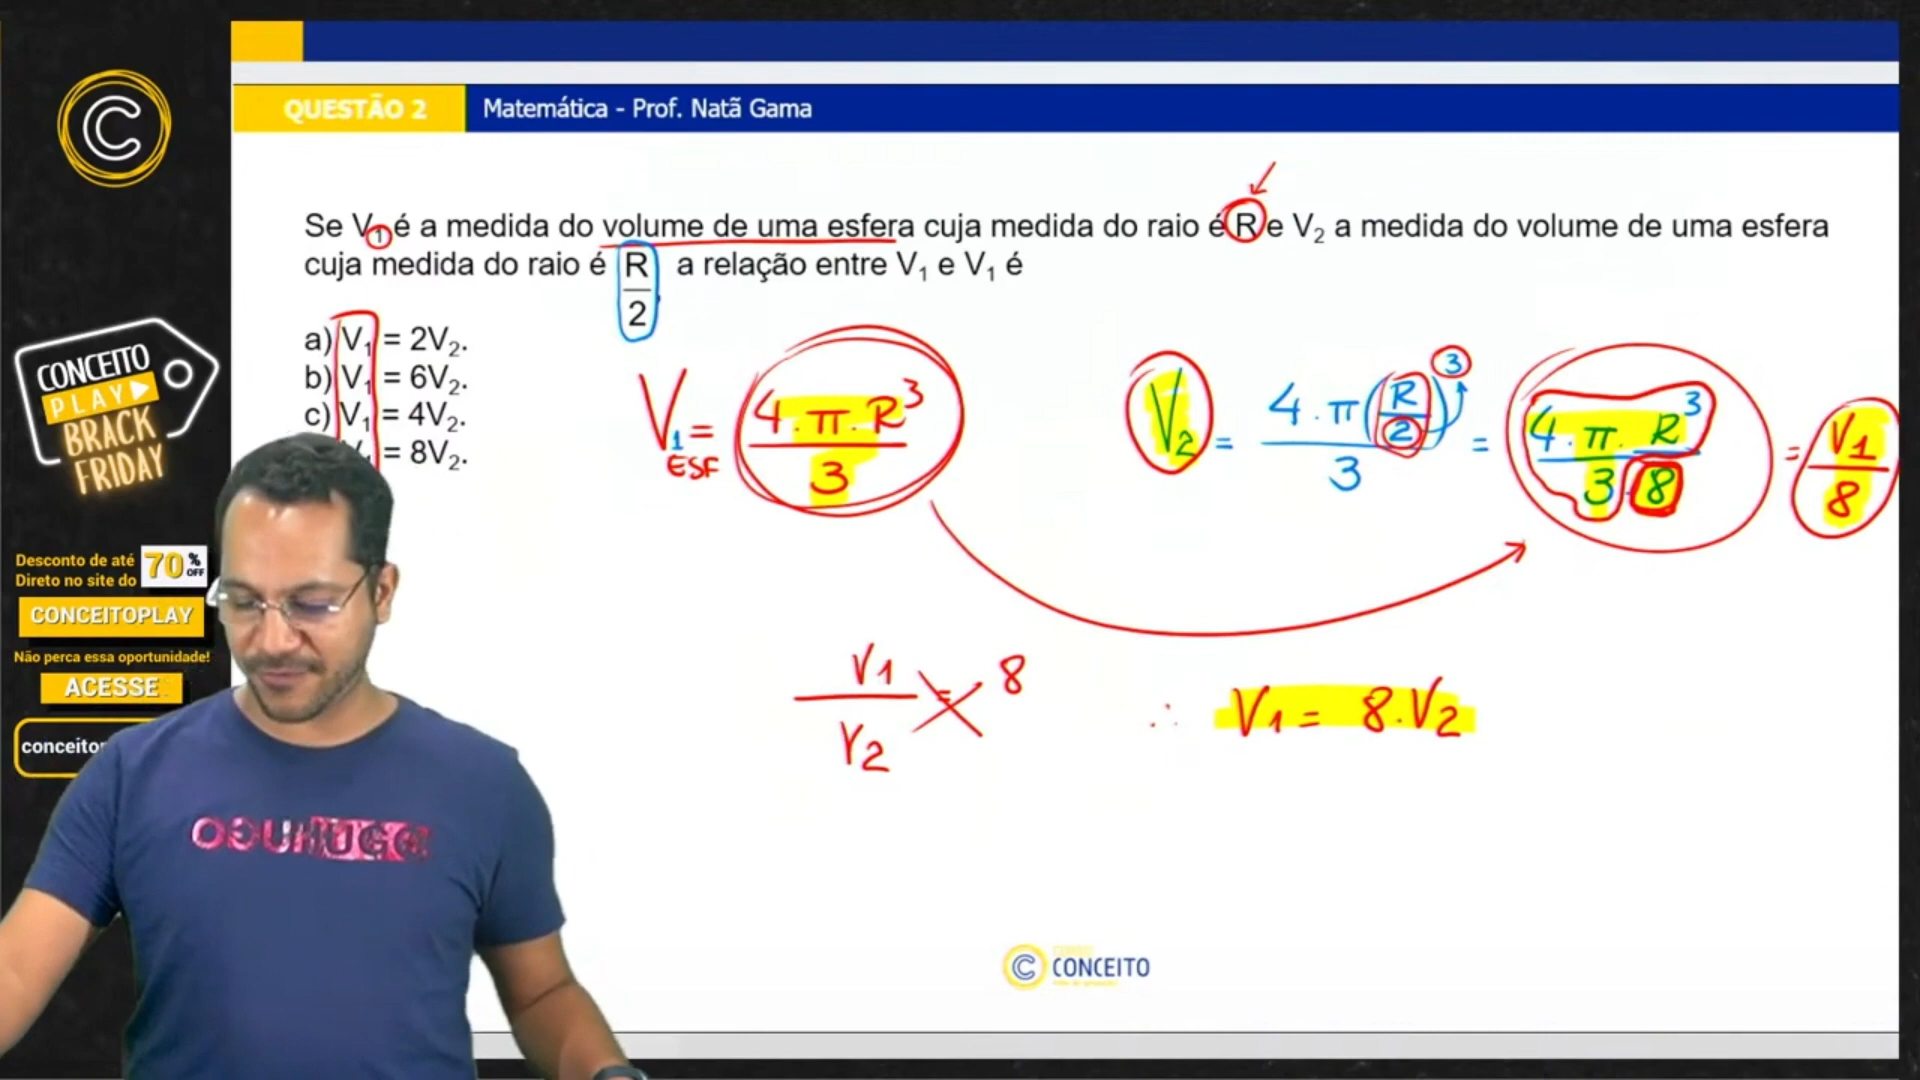 QUESTÃO 2
Matemática - Prof. Natã Gama
Se V₁ é a medida do volume de uma esfera cuja medida do raio é R e V₂ a medida do volume de uma esfera
cuja medida do raio é R/2, a relação entre V₁ e V₁ é
a) V₁ = 2V₂.
b) V₁ = 6V₂.
c) V₁ = 4V₂.
V₁ = 8V₂.
V₁ ESF = 4.π.R³/3
V₂ = 4.π(R/2)³/3 = 4.π.R³/3.8 = V1/8
V1/V2 = 8
∴ V1 = 8.V2
CONCEITO
PLAY
BRACK
FRIDAY
Desconto de até 70% OFF
Direto no site do
CONCEITOPLAY
Não perca essa oportunidade!
ACESSE
CONCEITO